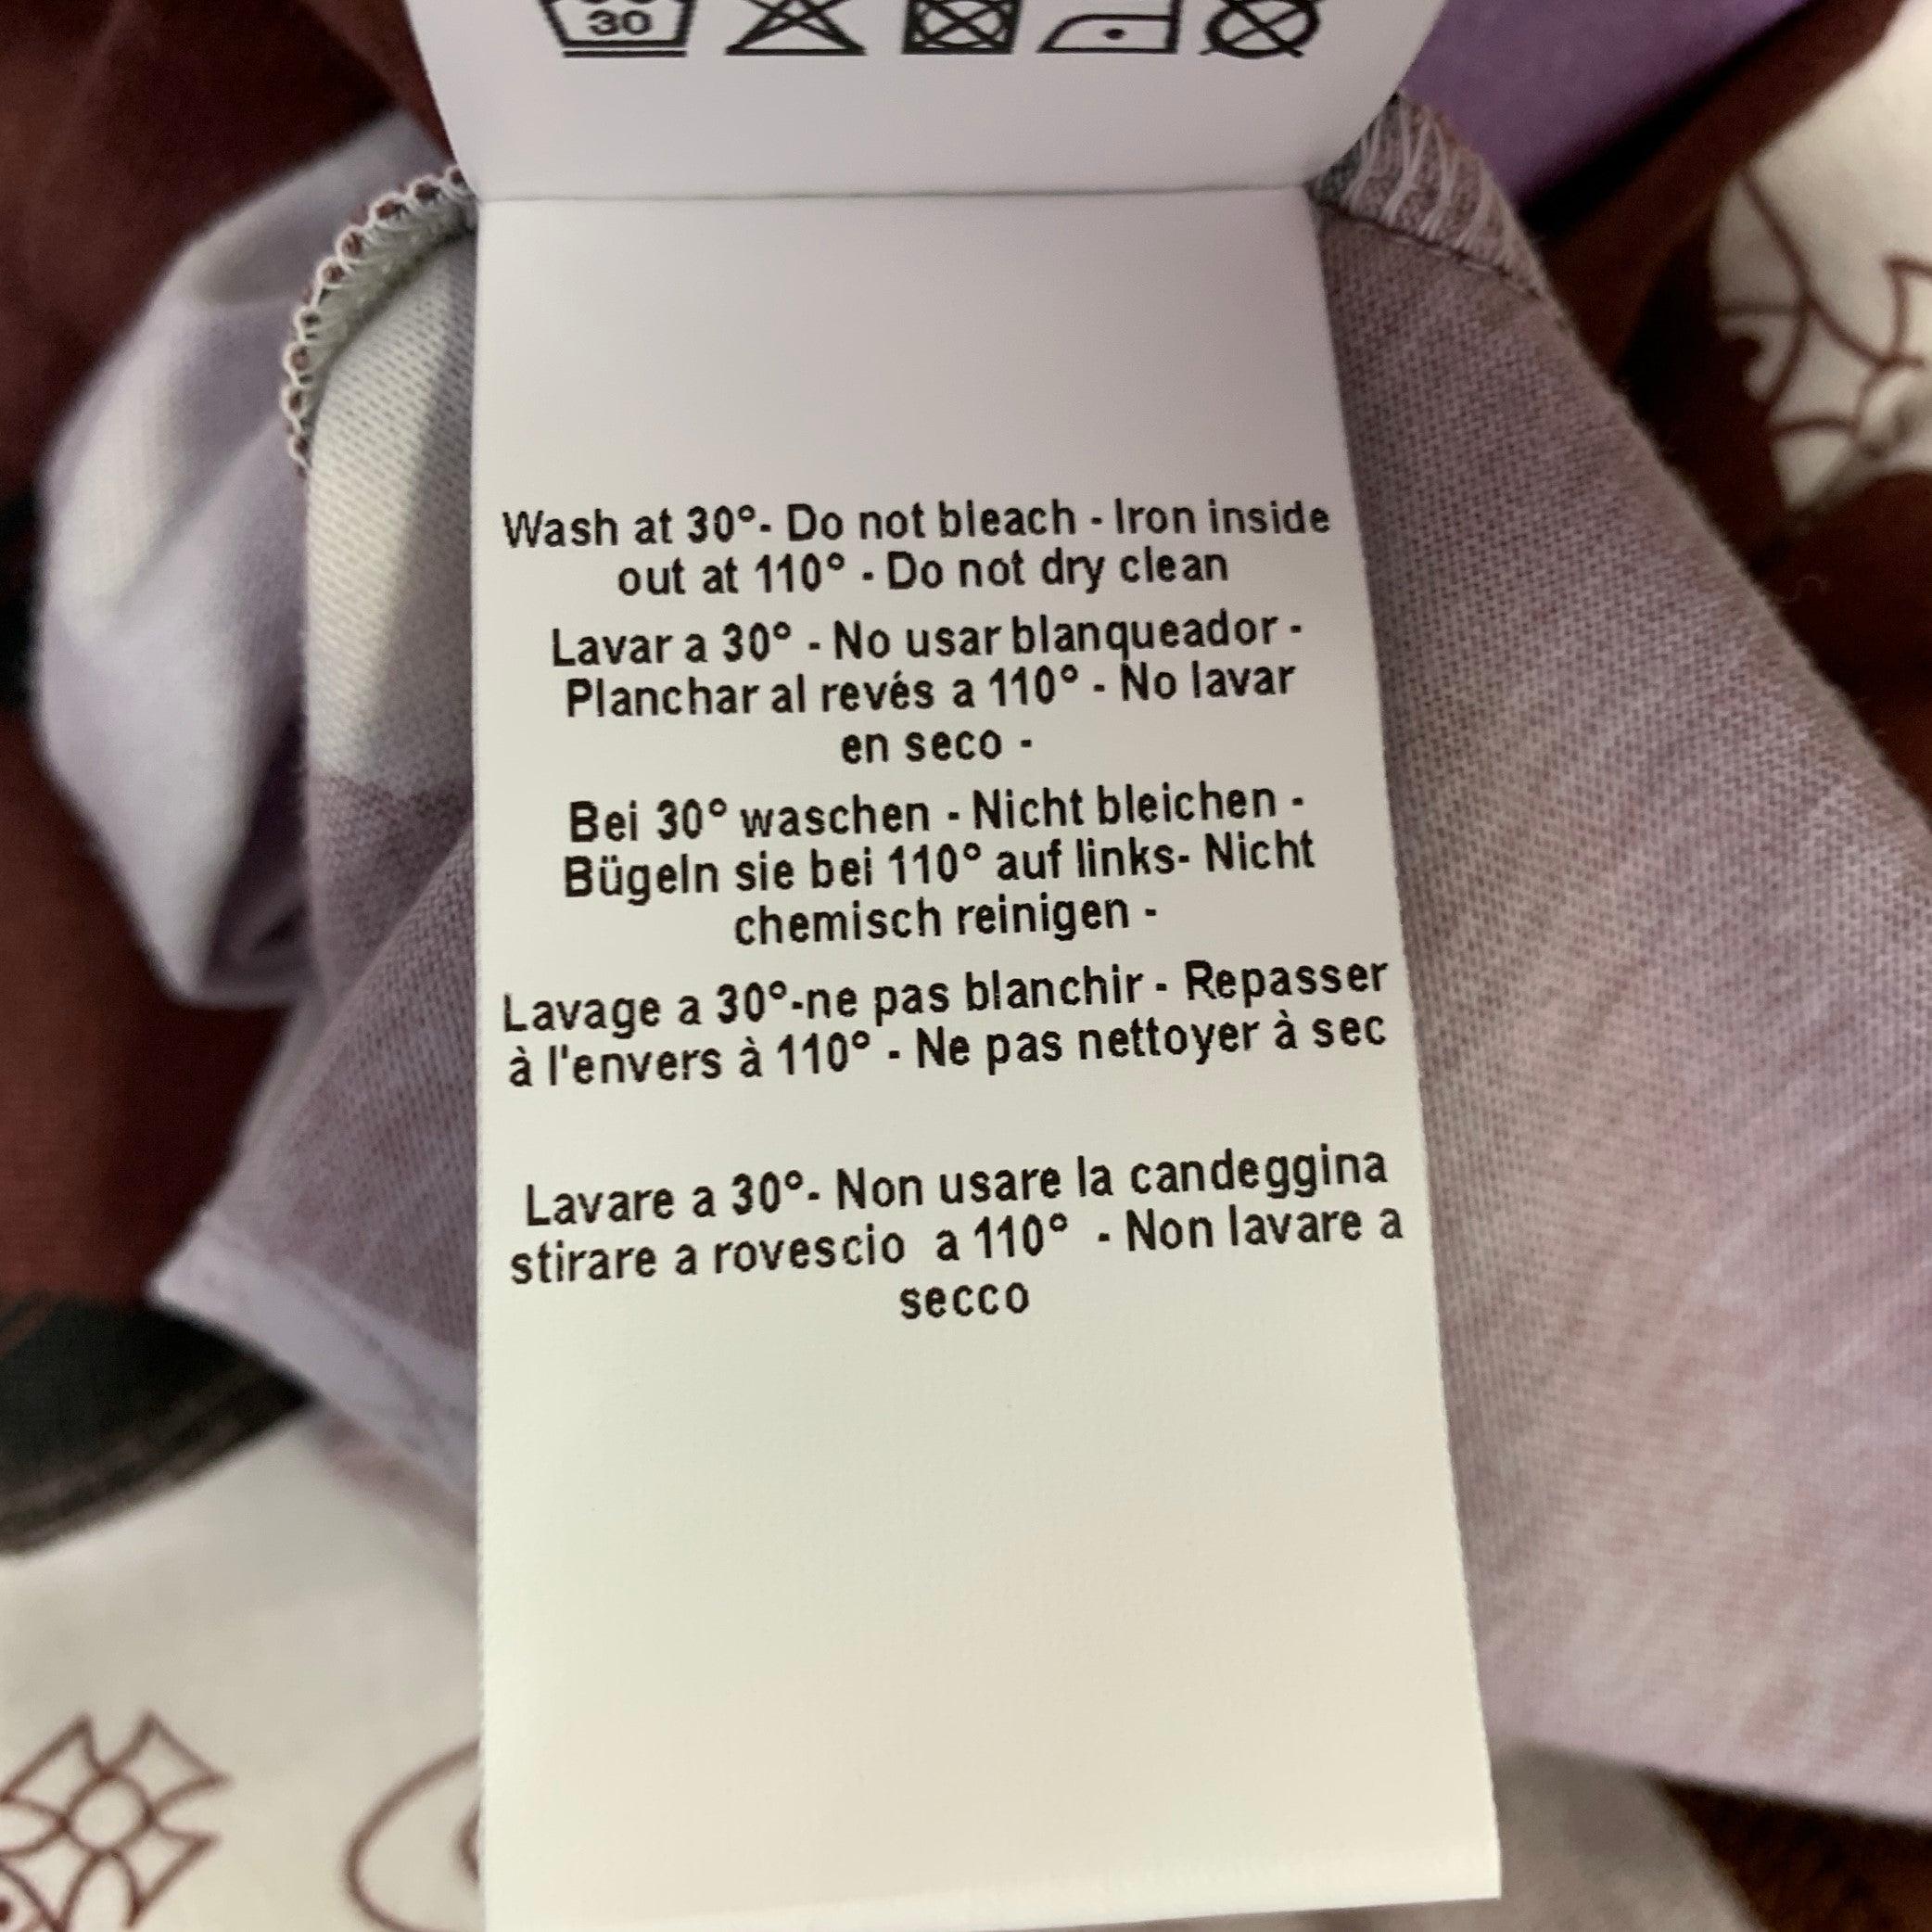 30
Wash at 30°- Do not bleach - Iron inside
out at 110° - Do not dry clean
Lavar a 30° - No usar blanqueador -
Planchar al revés a 110° - No lavar
en seco -
Bei 30° waschen - Nicht bleichen -
Bügeln sie bei 110° auf links- Nicht
chemisch reinigen -
Lavage a 30°-ne pas blanchir - Repasser
à l'envers à 110° - Ne pas nettoyer à sec
Lavare a 30°- Non usare la candeggina
stirare a rovescio a 110° - Non lavare a
secco